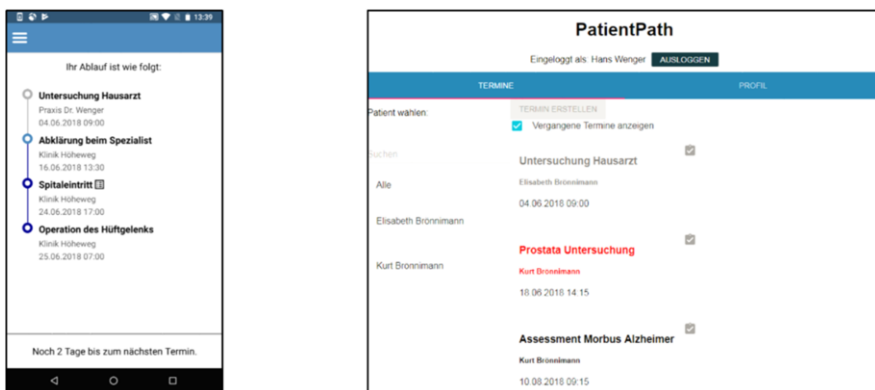 13:39
Ihr Ablauf ist wie folgt:
Untersuchung Hausarzt
Praxis Dr. Wenger
04.06.2018 09:00
Abklärung beim Spezialist
Klinik Höheweg
16.06.2018 13:30
Spitaleintritt
Klinik Höheweg
24.06.2018 17:00
Operation des Hüftgelenks
Klinik Höheweg
25.06.2018 07:00
Noch 2 Tage bis zum nächsten Termin.
PatientPath
Eingeloggt als: Hans Wenger AUSLOGGEN
TERMINE PROFIL
Patient wählen:
Suchen
Alle
Elisabeth Brönnimann
Kurt Bronnimann
TERMIN ERSTELLEN
Vergangene Termine anzeigen
Untersuchung Hausarzt
Elisabeth Brönnimann
04.06.2018 09:00
Prostata Untersuchung
Kurt Bronnimann
18.06.2018 14:15
Assessment Morbus Alzheimer
Kurt Bronnimann
10.08.2018 09:15